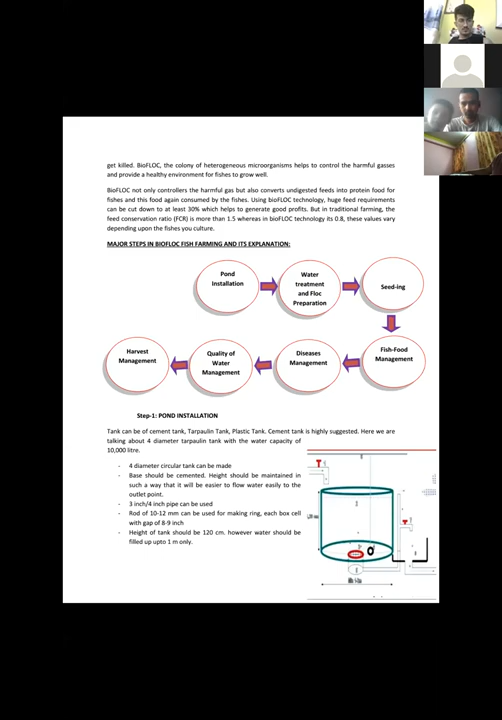 get killed. BioFLOC, the colony of heterogeneous microorganisms helps to control the harmful gasses
and provide a healthy environment for fishes to grow well.
BioFLOC not only controllers the harmful gas but also converts undigested feeds into protein food for
fishes and this food again consumed by the fishes. Using bioFLOC technology, huge feed requirements
can be cut down to at least 30% which helps to generate good profits. But in traditional farming, the
feed conservation ratio (FCR) is more than 1.5 whereas in bioFLOC technology its 0.8, these values vary
depending upon the fishes you culture.
MAJOR STEPS IN BIOFLOC FISH FARMING AND ITS EXPLANATION:
Pond
Installation
Water
treatment
and Floc
Preparation
Seed-ing
Fish-Food
Management
Diseases
Management
Quality of
Water
Management
Harvest
Management
Step-1: POND INSTALLATION
Tank can be of cement tank, Tarpaulin Tank, Plastic Tank. Cement tank is highly suggested. Here we are
talking about 4 diameter tarpaulin tank with the water capacity of
10,000 litre.
- 4 diameter circular tank can be made
- Base should be cemented. Height should be maintained in
such a way that it will be easier to flow water easily to the
outlet point.
- 3 inch/4 inch pipe can be used
- Rod of 10-12 mm can be used for making ring, each box cell
with gap of 8-9 inch
- Height of tank should be 120 cm. however water should be
filled up upto 1 m only.